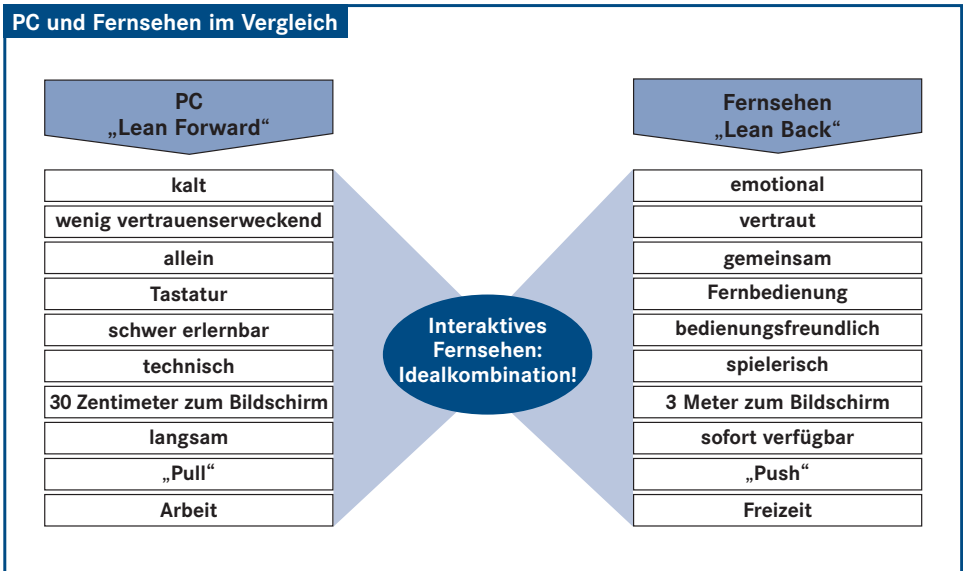 PC und Fernsehen im Vergleich
PC
„Lean Forward“
kalt
wenig vertrauenserweckend
allein
Tastatur
schwer erlernbar
technisch
30 Zentimeter zum Bildschirm
langsam
„Pull“
Arbeit
Interaktives
Fernsehen:
Idealkombination!
Fernsehen
„Lean Back“
emotional
vertraut
gemeinsam
Fernbedienung
bedienungsfreundlich
spielerisch
3 Meter zum Bildschirm
sofort verfügbar
„Push“
Freizeit